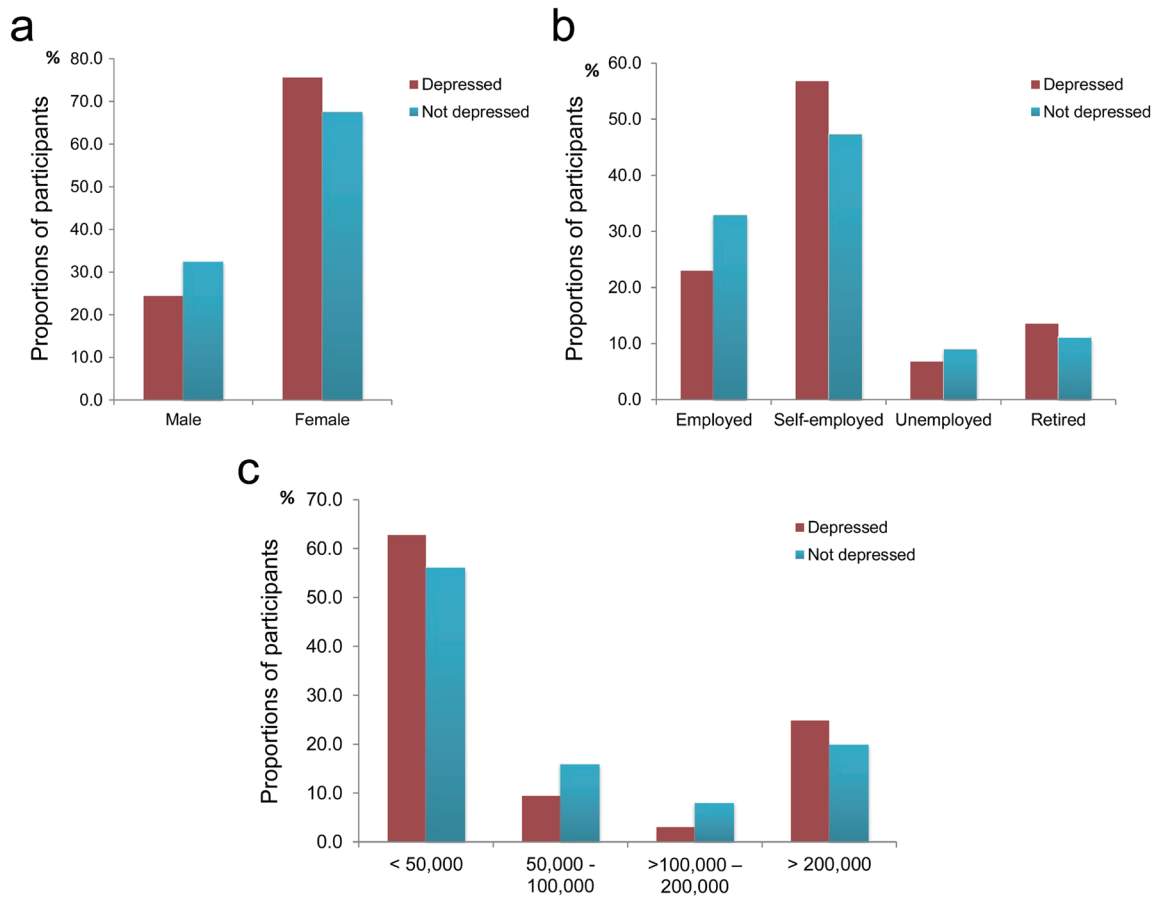 a
%
80.0
70.0
60.0
50.0
40.0
30.0
20.0
10.0
0.0
Proportions of participants
Male
Female
Depressed
Not depressed
b
%
60.0
50.0
40.0
30.0
20.0
10.0
0.0
Proportions of participants
Employed
Self-employed
Unemployed
Retired
Depressed
Not depressed
c
%
70.0
60.0
50.0
40.0
30.0
20.0
10.0
0.0
Proportions of participants
< 50,000
50,000 -
100,000
>100,000 –
200,000
> 200,000
Depressed
Not depressed